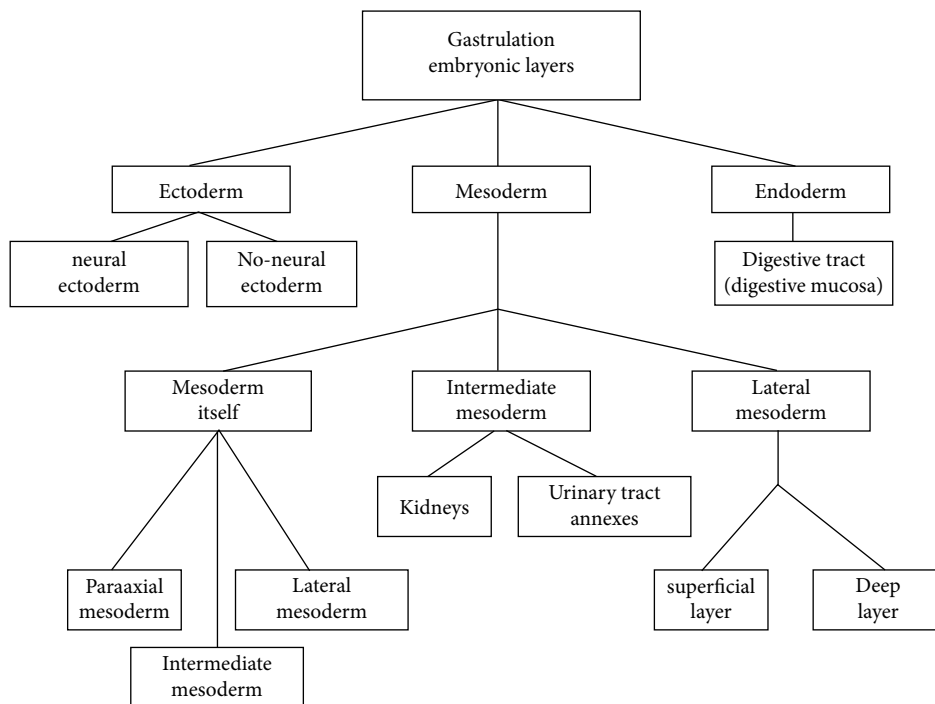 Gastrulation
embryonic layers
Ectoderm
Mesoderm
Endoderm
neural
ectoderm
No-neural
ectoderm
Digestive tract
(digestive mucosa)
Mesoderm
itself
Intermediate
mesoderm
Lateral
mesoderm
Kidneys
Urinary tract
annexes
Paraaxial
mesoderm
Lateral
mesoderm
superficial
layer
Deep
layer
Intermediate
mesoderm